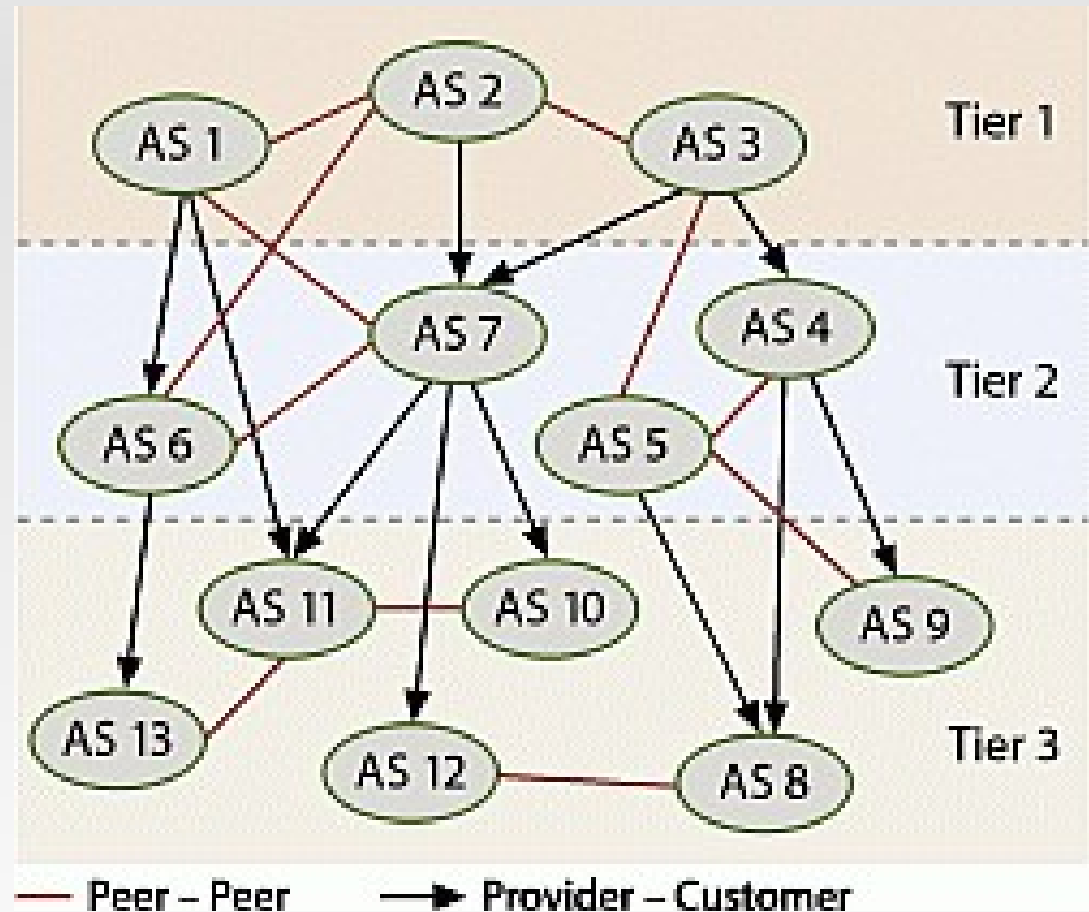 AS 2
AS 1
AS 3
Tier 1
AS 7
AS 4
Tier 2
AS 6
AS 5
AS 11
AS 10
AS 9
AS 13
AS 12
AS 8
Tier 3
Peer – Peer
Provider – Customer